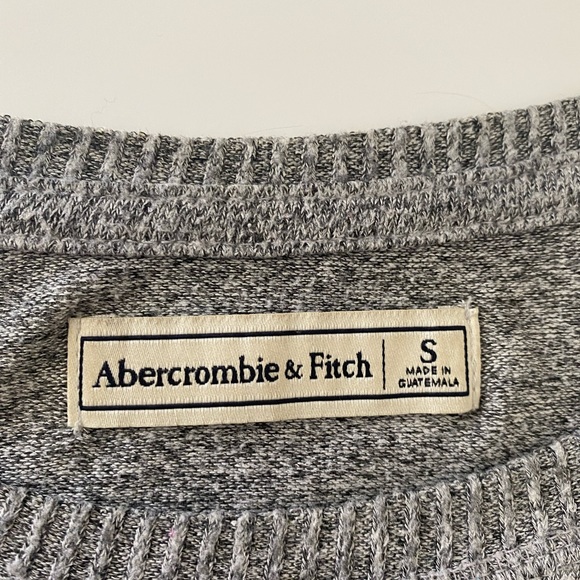 Abercrombie & Fitch
S
MADE IN
GUATEMALA